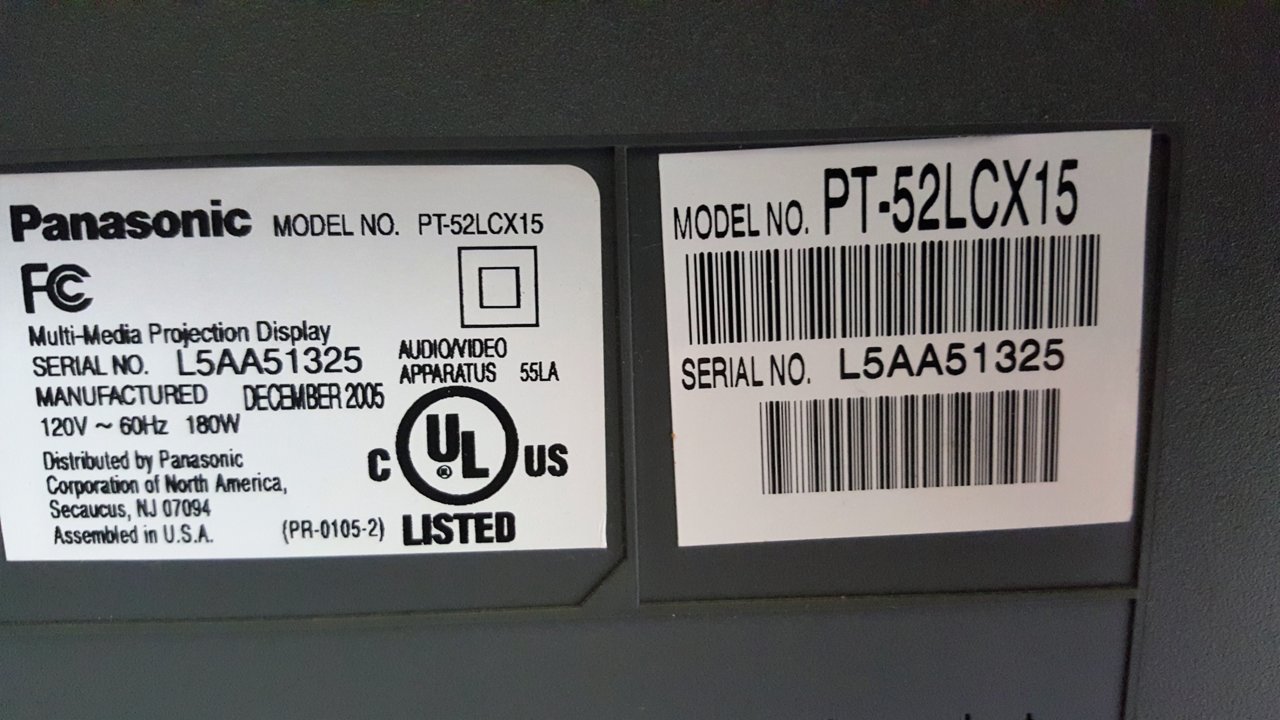 Panasonic MODEL NO. PT-52LCX15
FC
Multi-Media Projection Display
SERIAL NO. L5AA51325
MANUFACTURED DECEMBER 2005
120V ~ 60Hz 180W
Distributed by Panasonic
Corporation of North America,
Secaucus, NJ 07094
Assembled in U.S.A. (PR-0105-2)
AUDIO/VIDEO
APPARATUS 55LA
C UL ® US
LISTED
MODEL NO. PT-52LCX15
SERIAL NO. L5AA51325